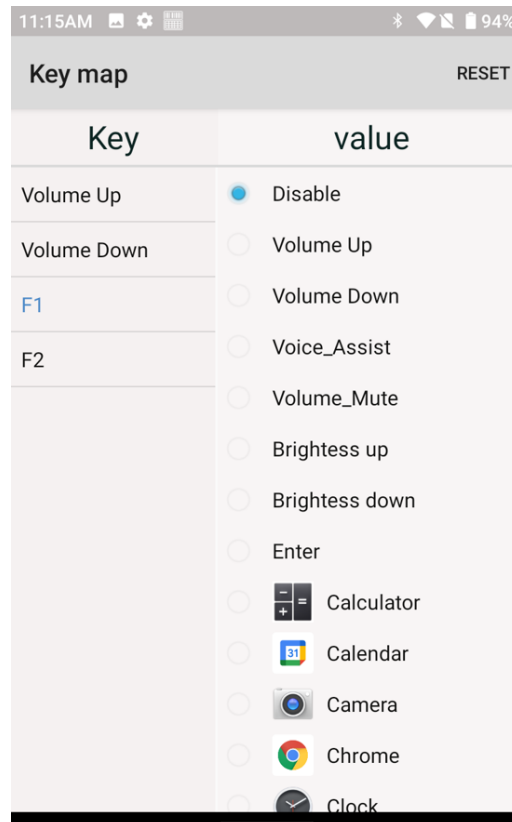 11:15AM 94%
Key map RESET
Key value
Volume Up
Volume Down
F1
F2
Disable
Volume Up
Volume Down
Voice_Assist
Volume_Mute
Brightess up
Brightess down
Enter
Calculator
31 Calendar
Camera
Chrome
Clock